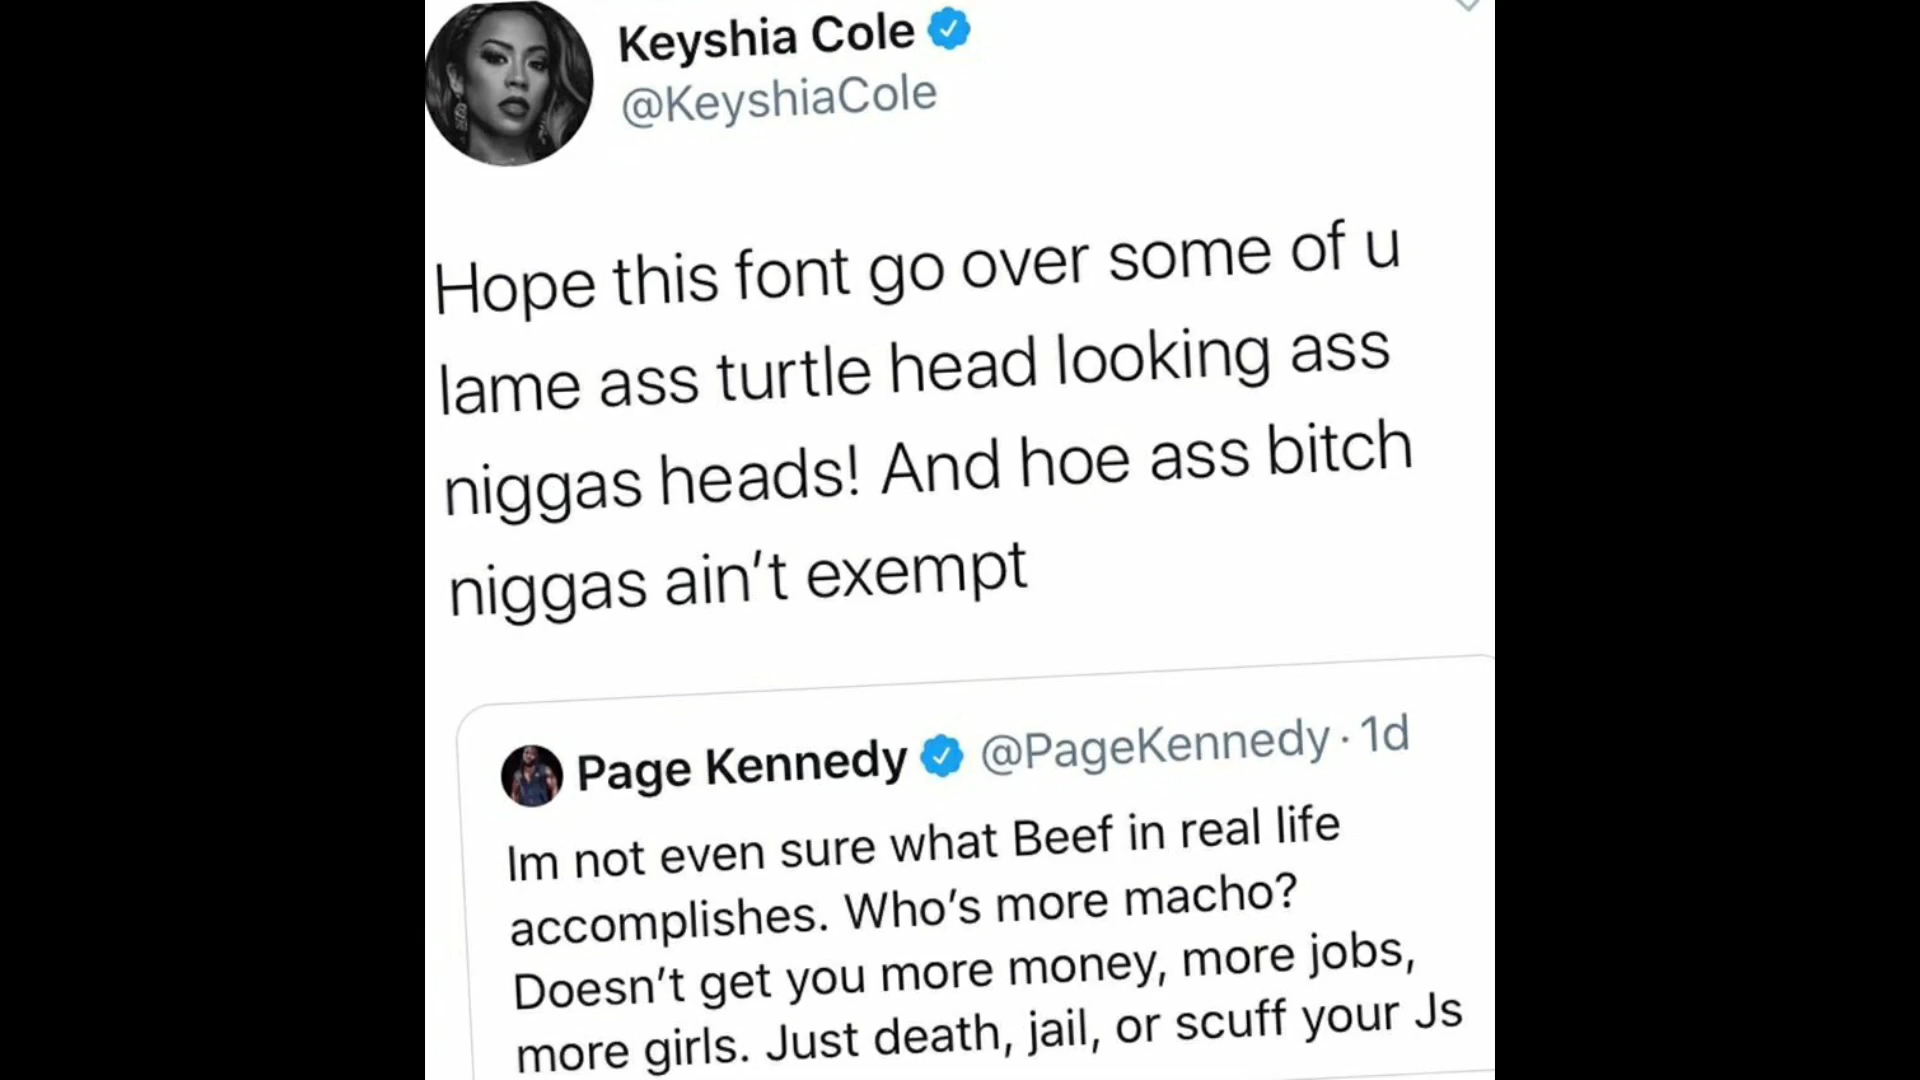 Keyshia Cole
@KeyshiaCole
Hope this font go over some of u
lame ass turtle head looking ass
niggas heads! And hoe ass bitch
niggas ain't exempt
Page Kennedy @PageKennedy · 1d
Im not even sure what Beef in real life
accomplishes. Who's more macho?
Doesn't get you more money, more jobs,
more girls. Just death, jail, or scuff your Js